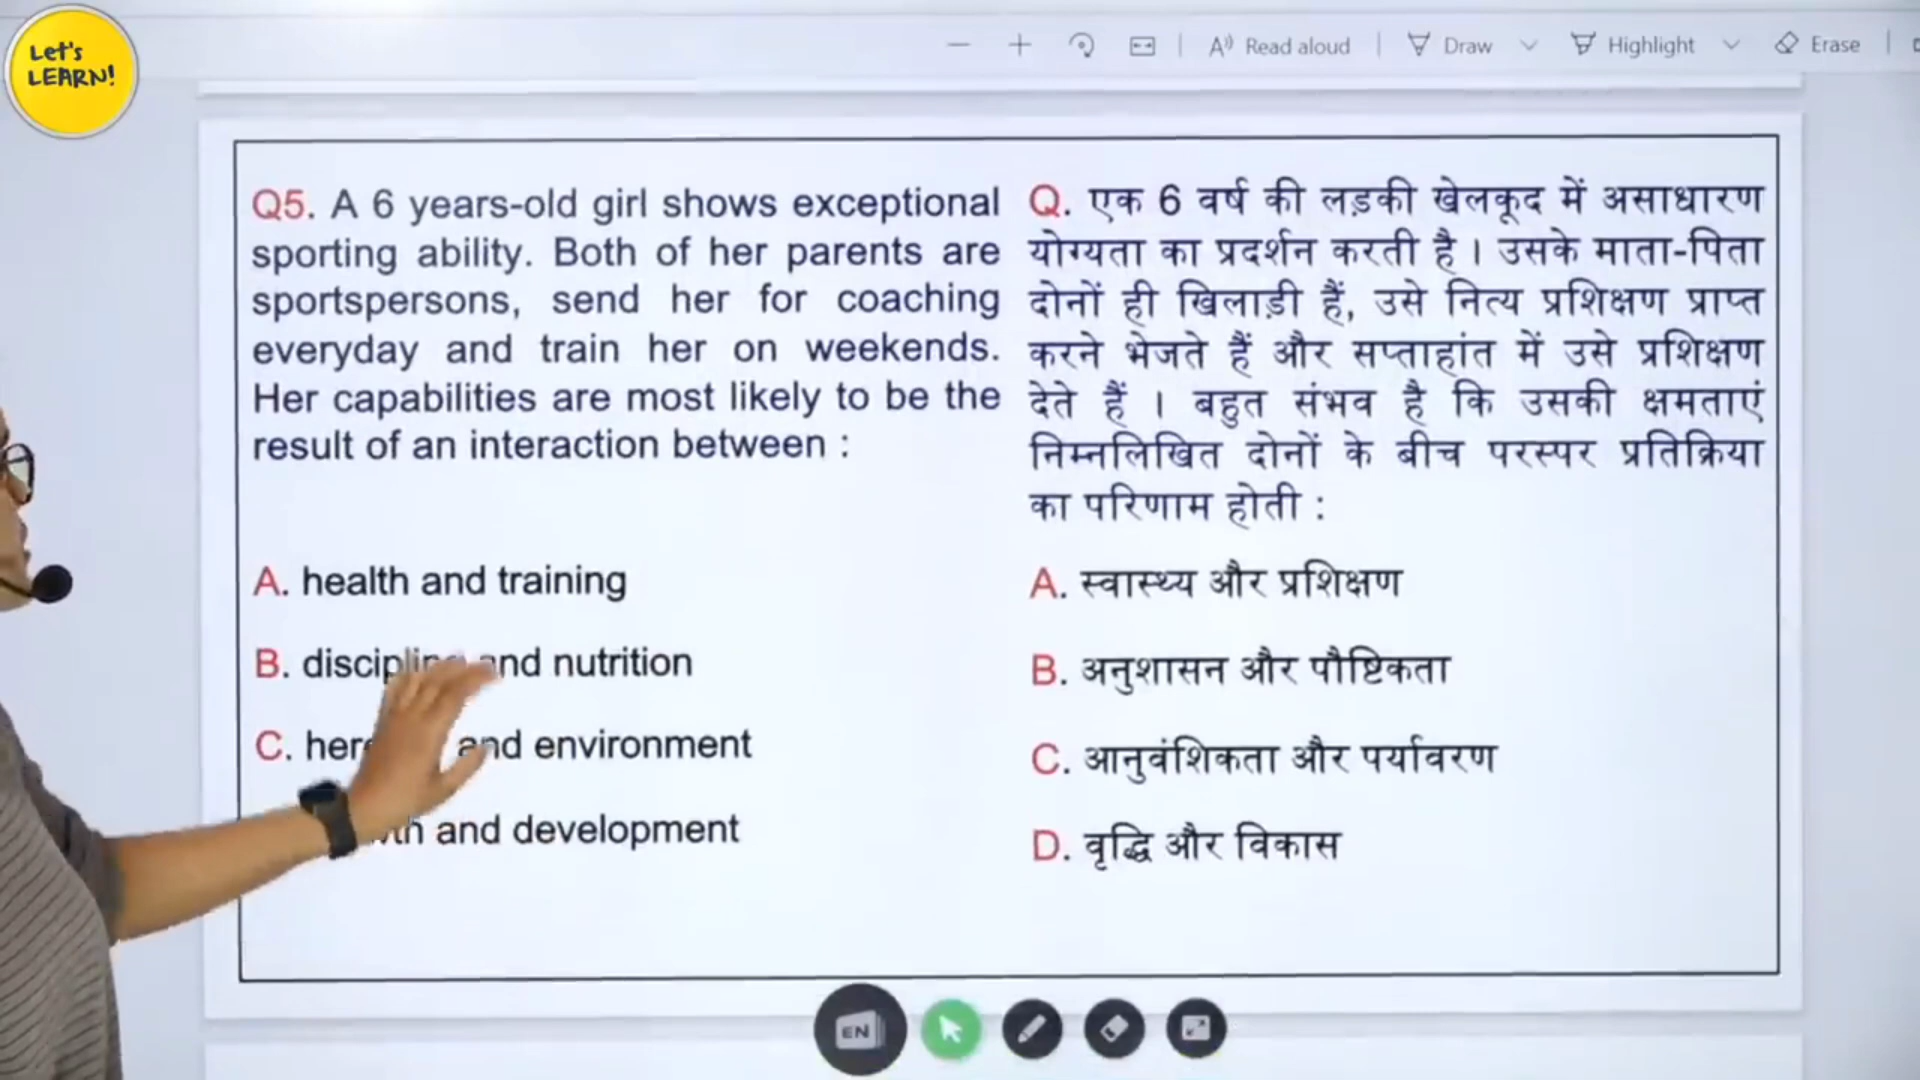 Let's
LEARN!
Read aloud
Draw
Highlight
Erase
Q5. A 6 years-old girl shows exceptional
sporting ability. Both of her parents are
sportspersons, send her for coaching
everyday and train her on weekends.
Her capabilities are most likely to be the
result of an interaction between :
A. health and training
B. and nutrition
C. and environment
and development
Q. एक 6 वर्ष की लड़की खेलकूद में असाधारण
योग्यता का प्रदर्शन करती है । उसके माता-पिता
दोनों ही खिलाड़ी हैं, उसे नित्य प्रशिक्षण प्राप्त
करने भेजते हैं और सप्ताहांत में उसे प्रशिक्षण
देते हैं । बहुत संभव है कि उसकी क्षमताएं
निम्नलिखित दोनों के बीच परस्पर प्रतिक्रिया
का परिणाम होती :
A. स्वास्थ्य और प्रशिक्षण
B. अनुशासन और पौष्टिकता
C. आनुवंशिकता और पर्यावरण
D. वृद्धि और विकास
EN